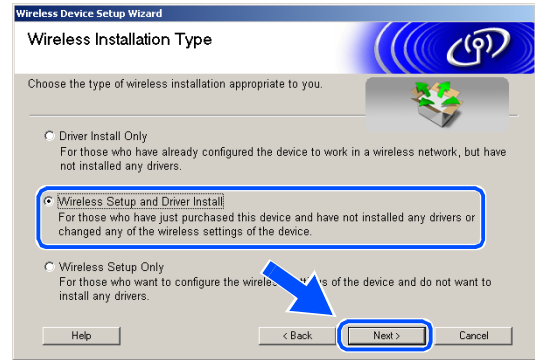 Wireless Device Setup Wizard
Wireless Installation Type
Choose the type of wireless installation appropriate to you.
Driver Install Only
For those who have already configured the device to work in a wireless network, but have
not installed any drivers.
Wireless Setup and Driver Install
For those who have just purchased this device and have not installed any drivers or
changed any of the wireless settings of the device.
Wireless Setup Only
For those who want to configure the wireless of the device and do not want to
install any drivers.
Help
< Back
Next >
Cancel